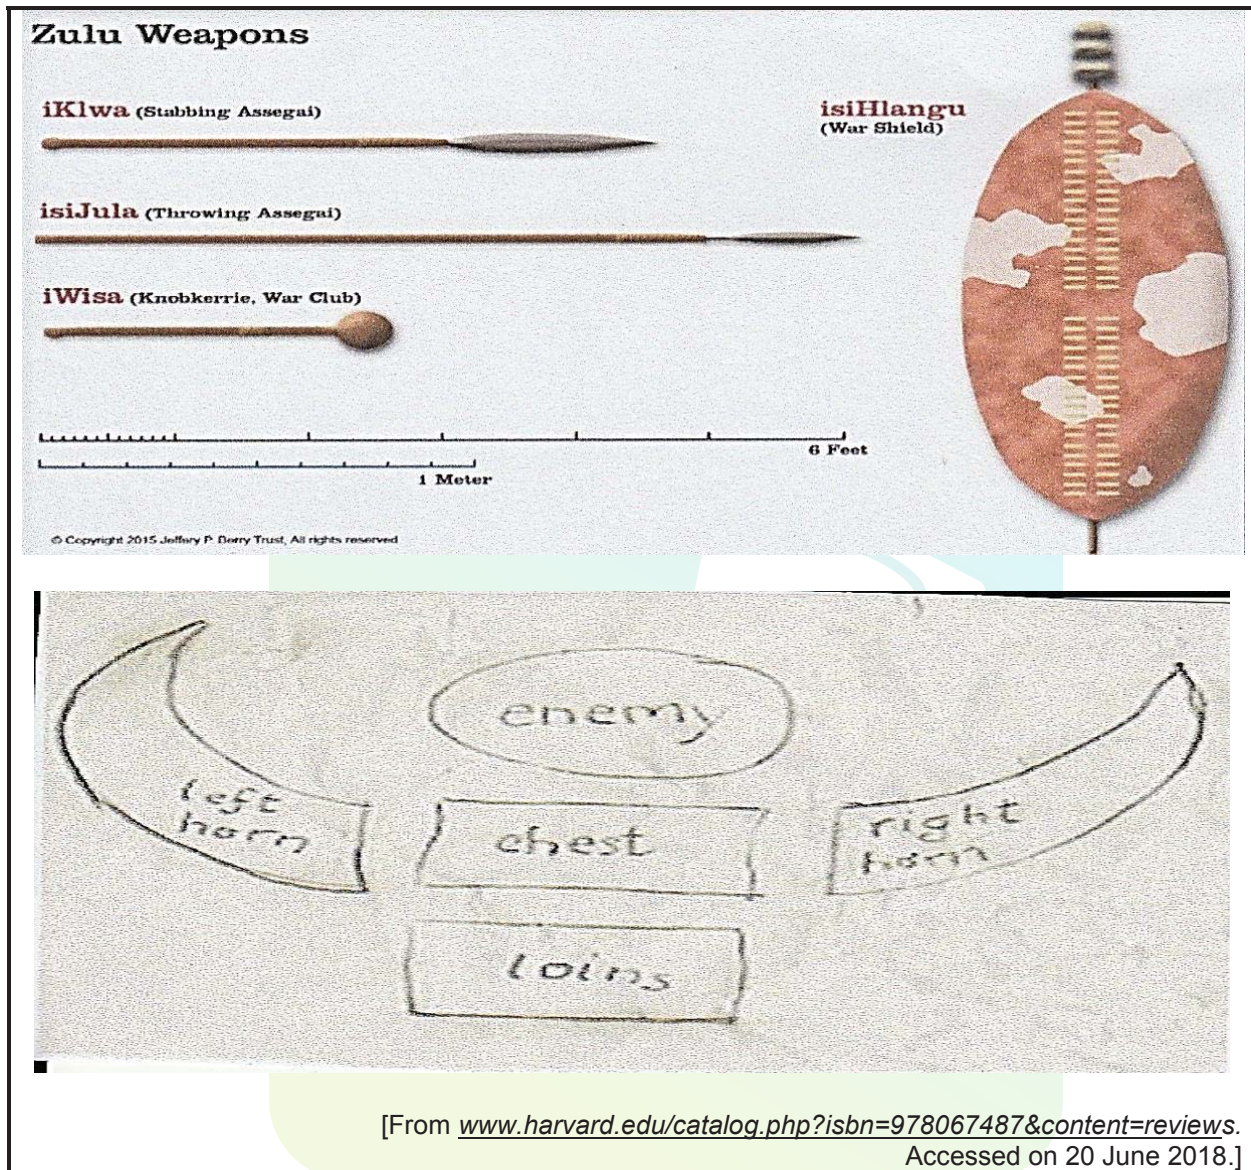 Zulu Weapons
iKlwa (Stabbing Assegai)
isiHlangu
(War Shield)
isiJula (Throwing Assegai)
iWisa (Knobkerrie, War Club)
6 Feet
1 Meter
© Copyright 2015 Jeffery P. Berry Trust, All rights reserved
enemy
left
horn
chest
right
horn
loins
[From www.harvard.edu/catalog.php?isbn=978067487&content=reviews.
Accessed on 20 June 2018.]